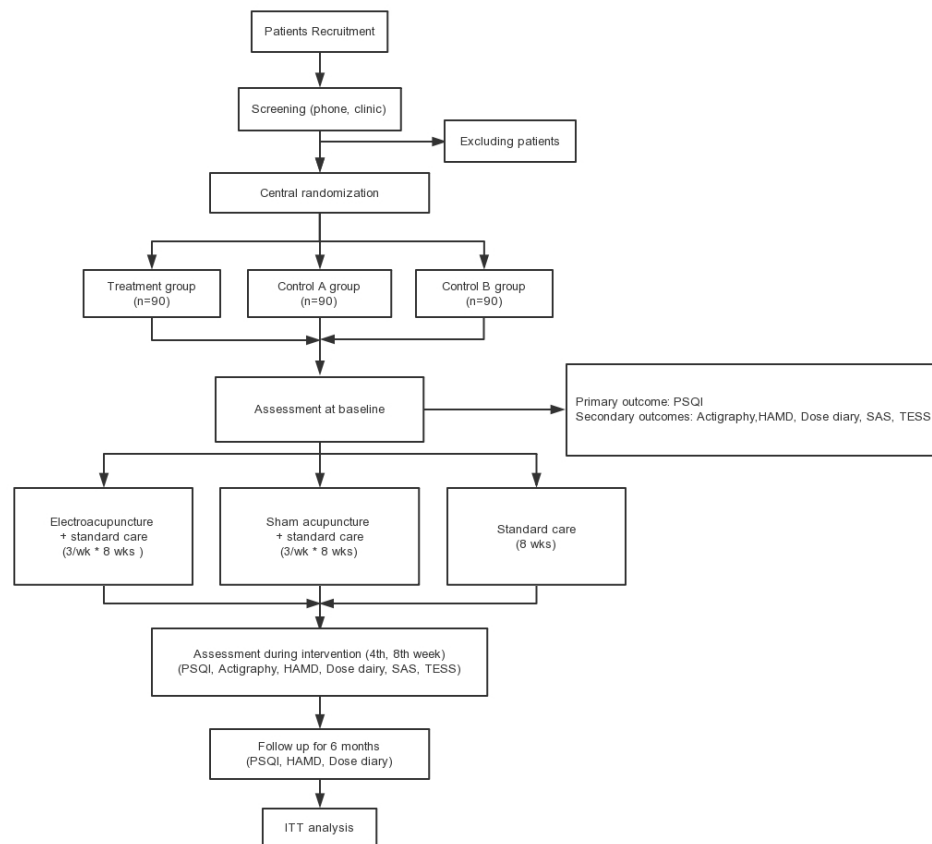 Patients Recruitment
Screening (phone, clinic)
Excluding patients
Central randomization
Treatment group
(n=90)
Control A group
(n=90)
Control B group
(n=90)
Assessment at baseline
Primary outcome: PSQI
Secondary outcomes: Actigraphy,HAMD, Dose diary, SAS, TESS
Electroacupuncture
+ standard care
(3/wk * 8 wks )
Sham acupuncture
+ standard care
(3/wk * 8 wks)
Standard care
(8 wks)
Assessment during intervention (4th, 8th week)
(PSQI, Actigraphy, HAMD, Dose dairy, SAS, TESS)
Follow up for 6 months
(PSQI, HAMD, Dose diary)
ITT analysis